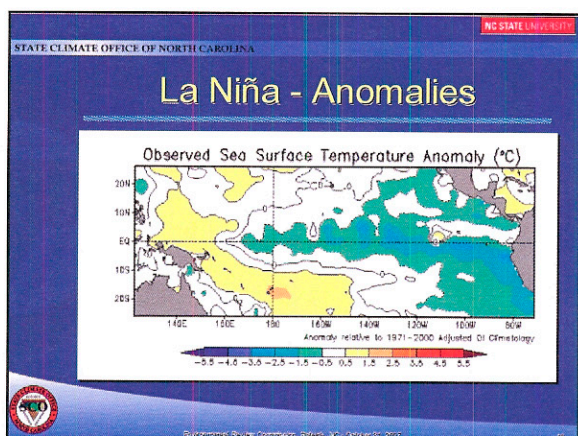 NC STATE UNIVERSITY
STATE CLIMATE OFFICE OF NORTH CAROLINA
La Niña - Anomalies
Observed Sea Surface Temperature Anomaly (°C)
20N
10N
EQ
10S
20S
140E 160E 180 160W 140W 120W 100W 80W
Anomaly relative to 1971-2000 Adjusted OI Climatology
-5.5 -4.5 -3.5 -2.5 -1.5 -0.5 0.5 1.5 2.5 3.5 4.5 5.5
SCO